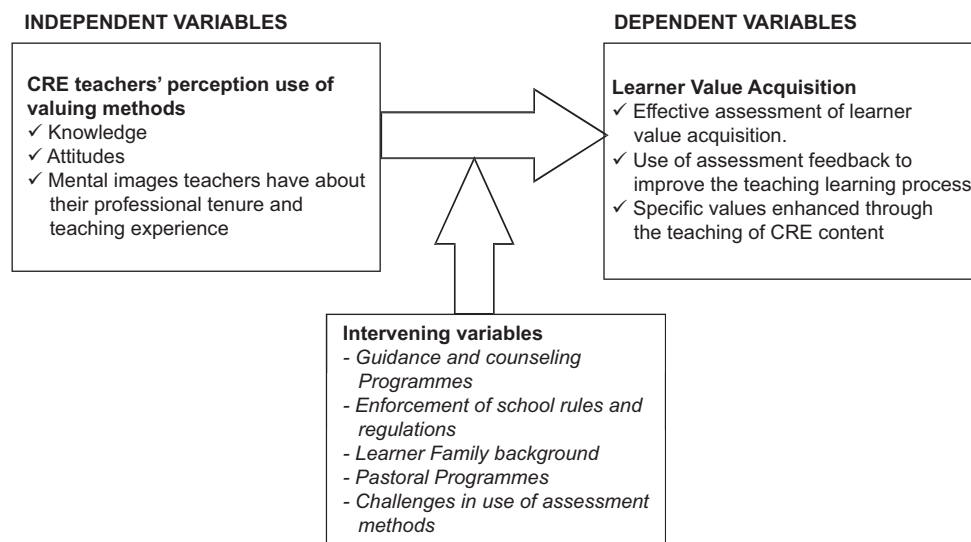 INDEPENDENT VARIABLES
CRE teachers’ perception use of
valuing methods
✓ Knowledge
✓ Attitudes
✓ Mental images teachers have about
their professional tenure and
teaching experience
DEPENDENT VARIABLES
Learner Value Acquisition
✓ Effective assessment of learner
value acquisition.
✓ Use of assessment feedback to
improve the teaching learning process
✓ Specific values enhanced through
the teaching of CRE content
Intervening variables
- Guidance and counseling
Programmes
- Enforcement of school rules and
regulations
- Learner Family background
- Pastoral Programmes
- Challenges in use of assessment
methods